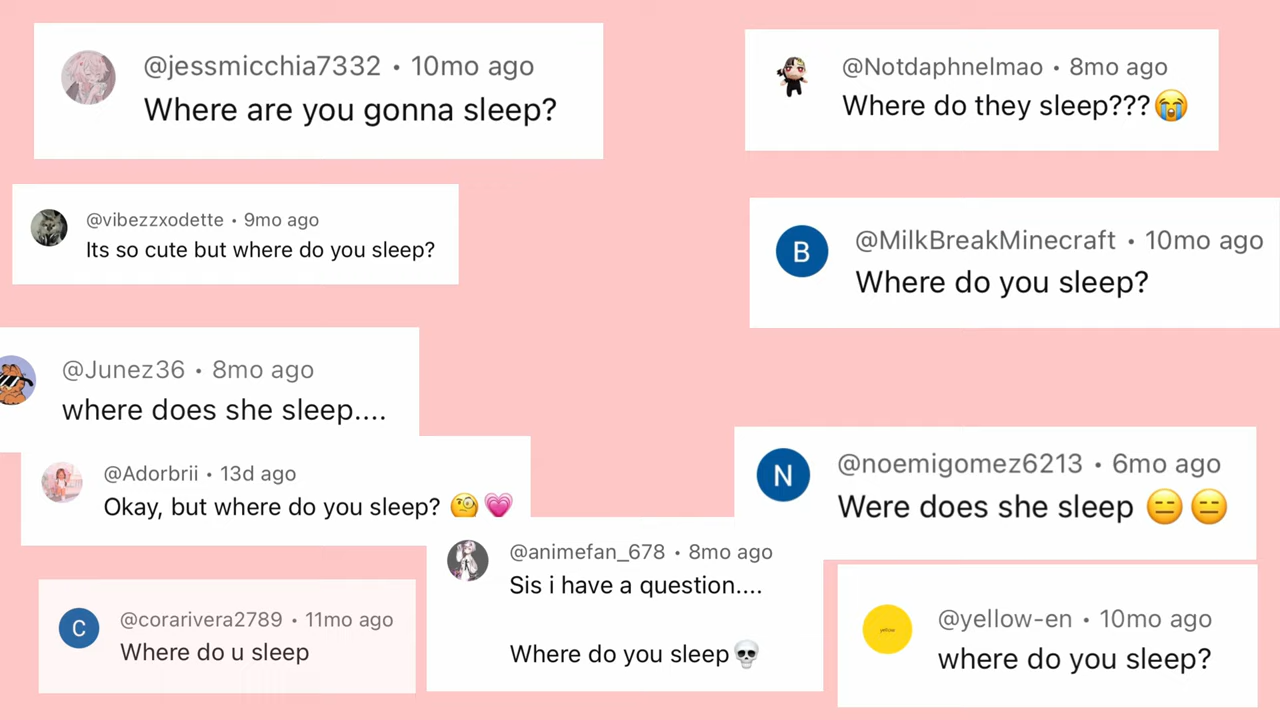 @jessmicchia7332 • 10mo ago
Where are you gonna sleep?
@Notdaphnelmao • 8mo ago
Where do they sleep???😭
@vibezzxodette • 9mo ago
Its so cute but where do you sleep?
B
@MilkBreakMinecraft • 10mo ago
Where do you sleep?
@Junez36 • 8mo ago
where does she sleep....
@Adorbrii • 13d ago
Okay, but where do you sleep? 🧐💗
N
@noemigomez6213 • 6mo ago
Were does she sleep 😑😑
@animefan_678 • 8mo ago
Sis i have a question....
Where do you sleep💀
C
@corarivera2789 • 11mo ago
Where do u sleep
yellow
@yellow-en • 10mo ago
where do you sleep?